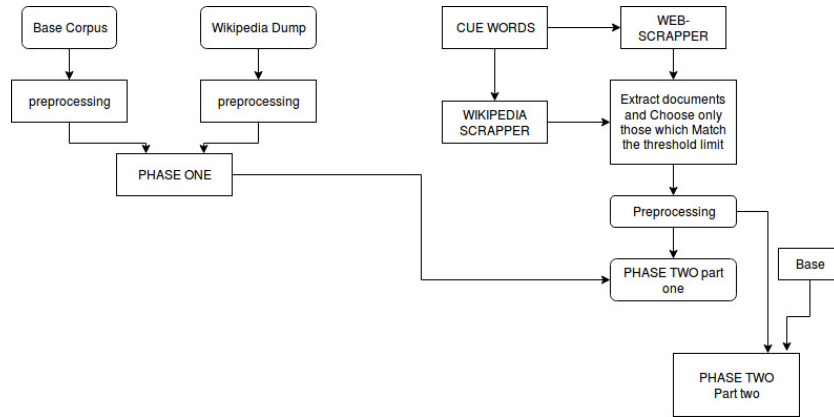 Base Corpus
Wikipedia Dump
CUE WORDS
WEB-
SCRAPPER
preprocessing
preprocessing
WIKIPEDIA
SCRAPPER
Extract documents
and Choose only
those which Match
the threshold limit
PHASE ONE
Preprocessing
PHASE TWO part
one
Base
PHASE TWO
Part two